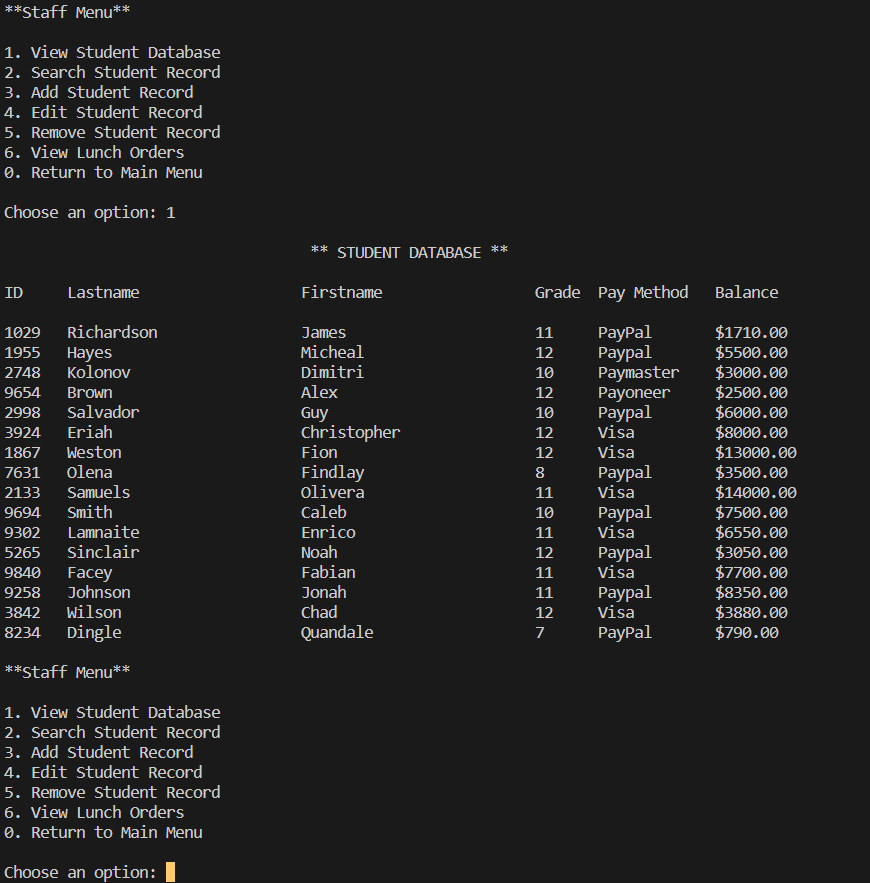 **Staff Menu**
1. View Student Database
2. Search Student Record
3. Add Student Record
4. Edit Student Record
5. Remove Student Record
6. View Lunch Orders
0. Return to Main Menu
Choose an option: 1
** STUDENT DATABASE **
ID Lastname Firstname Grade Pay Method Balance
1029 Richardson James 11 PayPal $1710.00
1955 Hayes Micheal 12 Paypal $5500.00
2748 Kolonov Dimitri 10 Paymaster $3000.00
9654 Brown Alex 12 Payoneer $2500.00
2998 Salvador Guy 10 Paypal $6000.00
3924 Eriah Christopher 12 Visa $8000.00
1867 Weston Fion 12 Visa $13000.00
7631 Olena Findlay 8 Paypal $3500.00
2133 Samuels Olivera 11 Visa $14000.00
9694 Smith Caleb 10 Paypal $7500.00
9302 Lamnaite Enrico 11 Visa $6550.00
5265 Sinclair Noah 12 Paypal $3050.00
9840 Facey Fabian 11 Visa $7700.00
9258 Johnson Jonah 11 Paypal $8350.00
3842 Wilson Chad 12 Visa $3880.00
8234 Dingle Quandale 7 PayPal $790.00
**Staff Menu**
1. View Student Database
2. Search Student Record
3. Add Student Record
4. Edit Student Record
5. Remove Student Record
6. View Lunch Orders
0. Return to Main Menu
Choose an option: